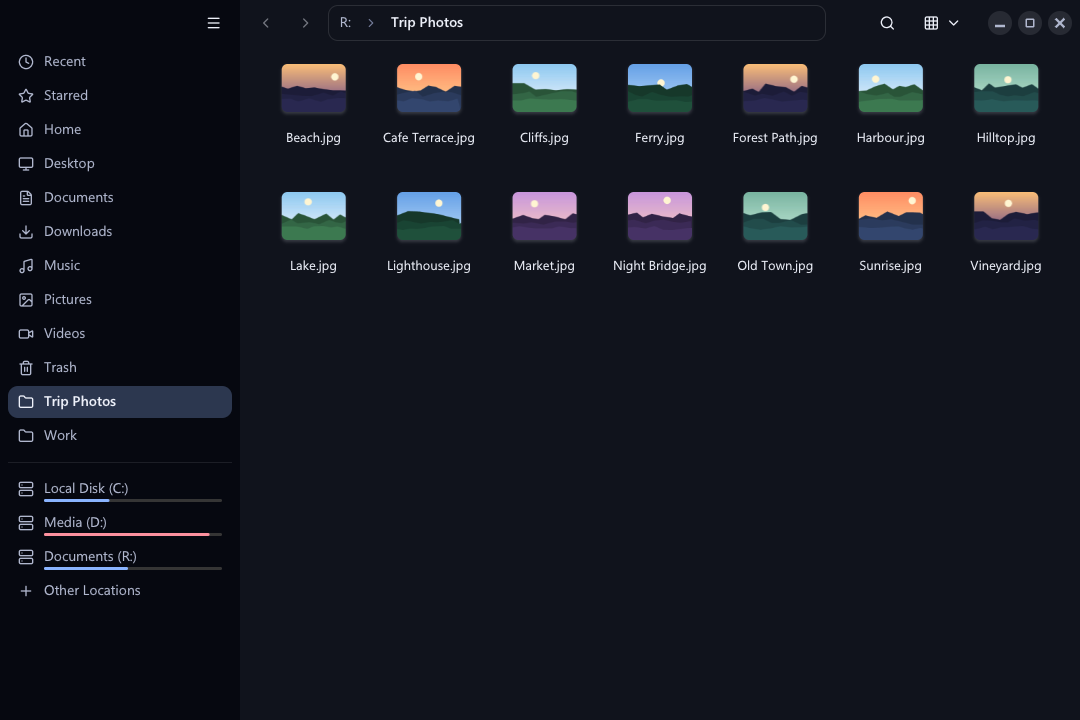 R: Trip Photos
Recent
Starred
Home
Desktop
Documents
Downloads
Music
Pictures
Videos
Trash
Trip Photos
Work
Local Disk (C:)
Media (D:)
Documents (R:)
Other Locations
Beach.jpg Cafe Terrace.jpg Cliffs.jpg Ferry.jpg Forest Path.jpg Harbour.jpg Hilltop.jpg
Lake.jpg Lighthouse.jpg Market.jpg Night Bridge.jpg Old Town.jpg Sunrise.jpg Vineyard.jpg